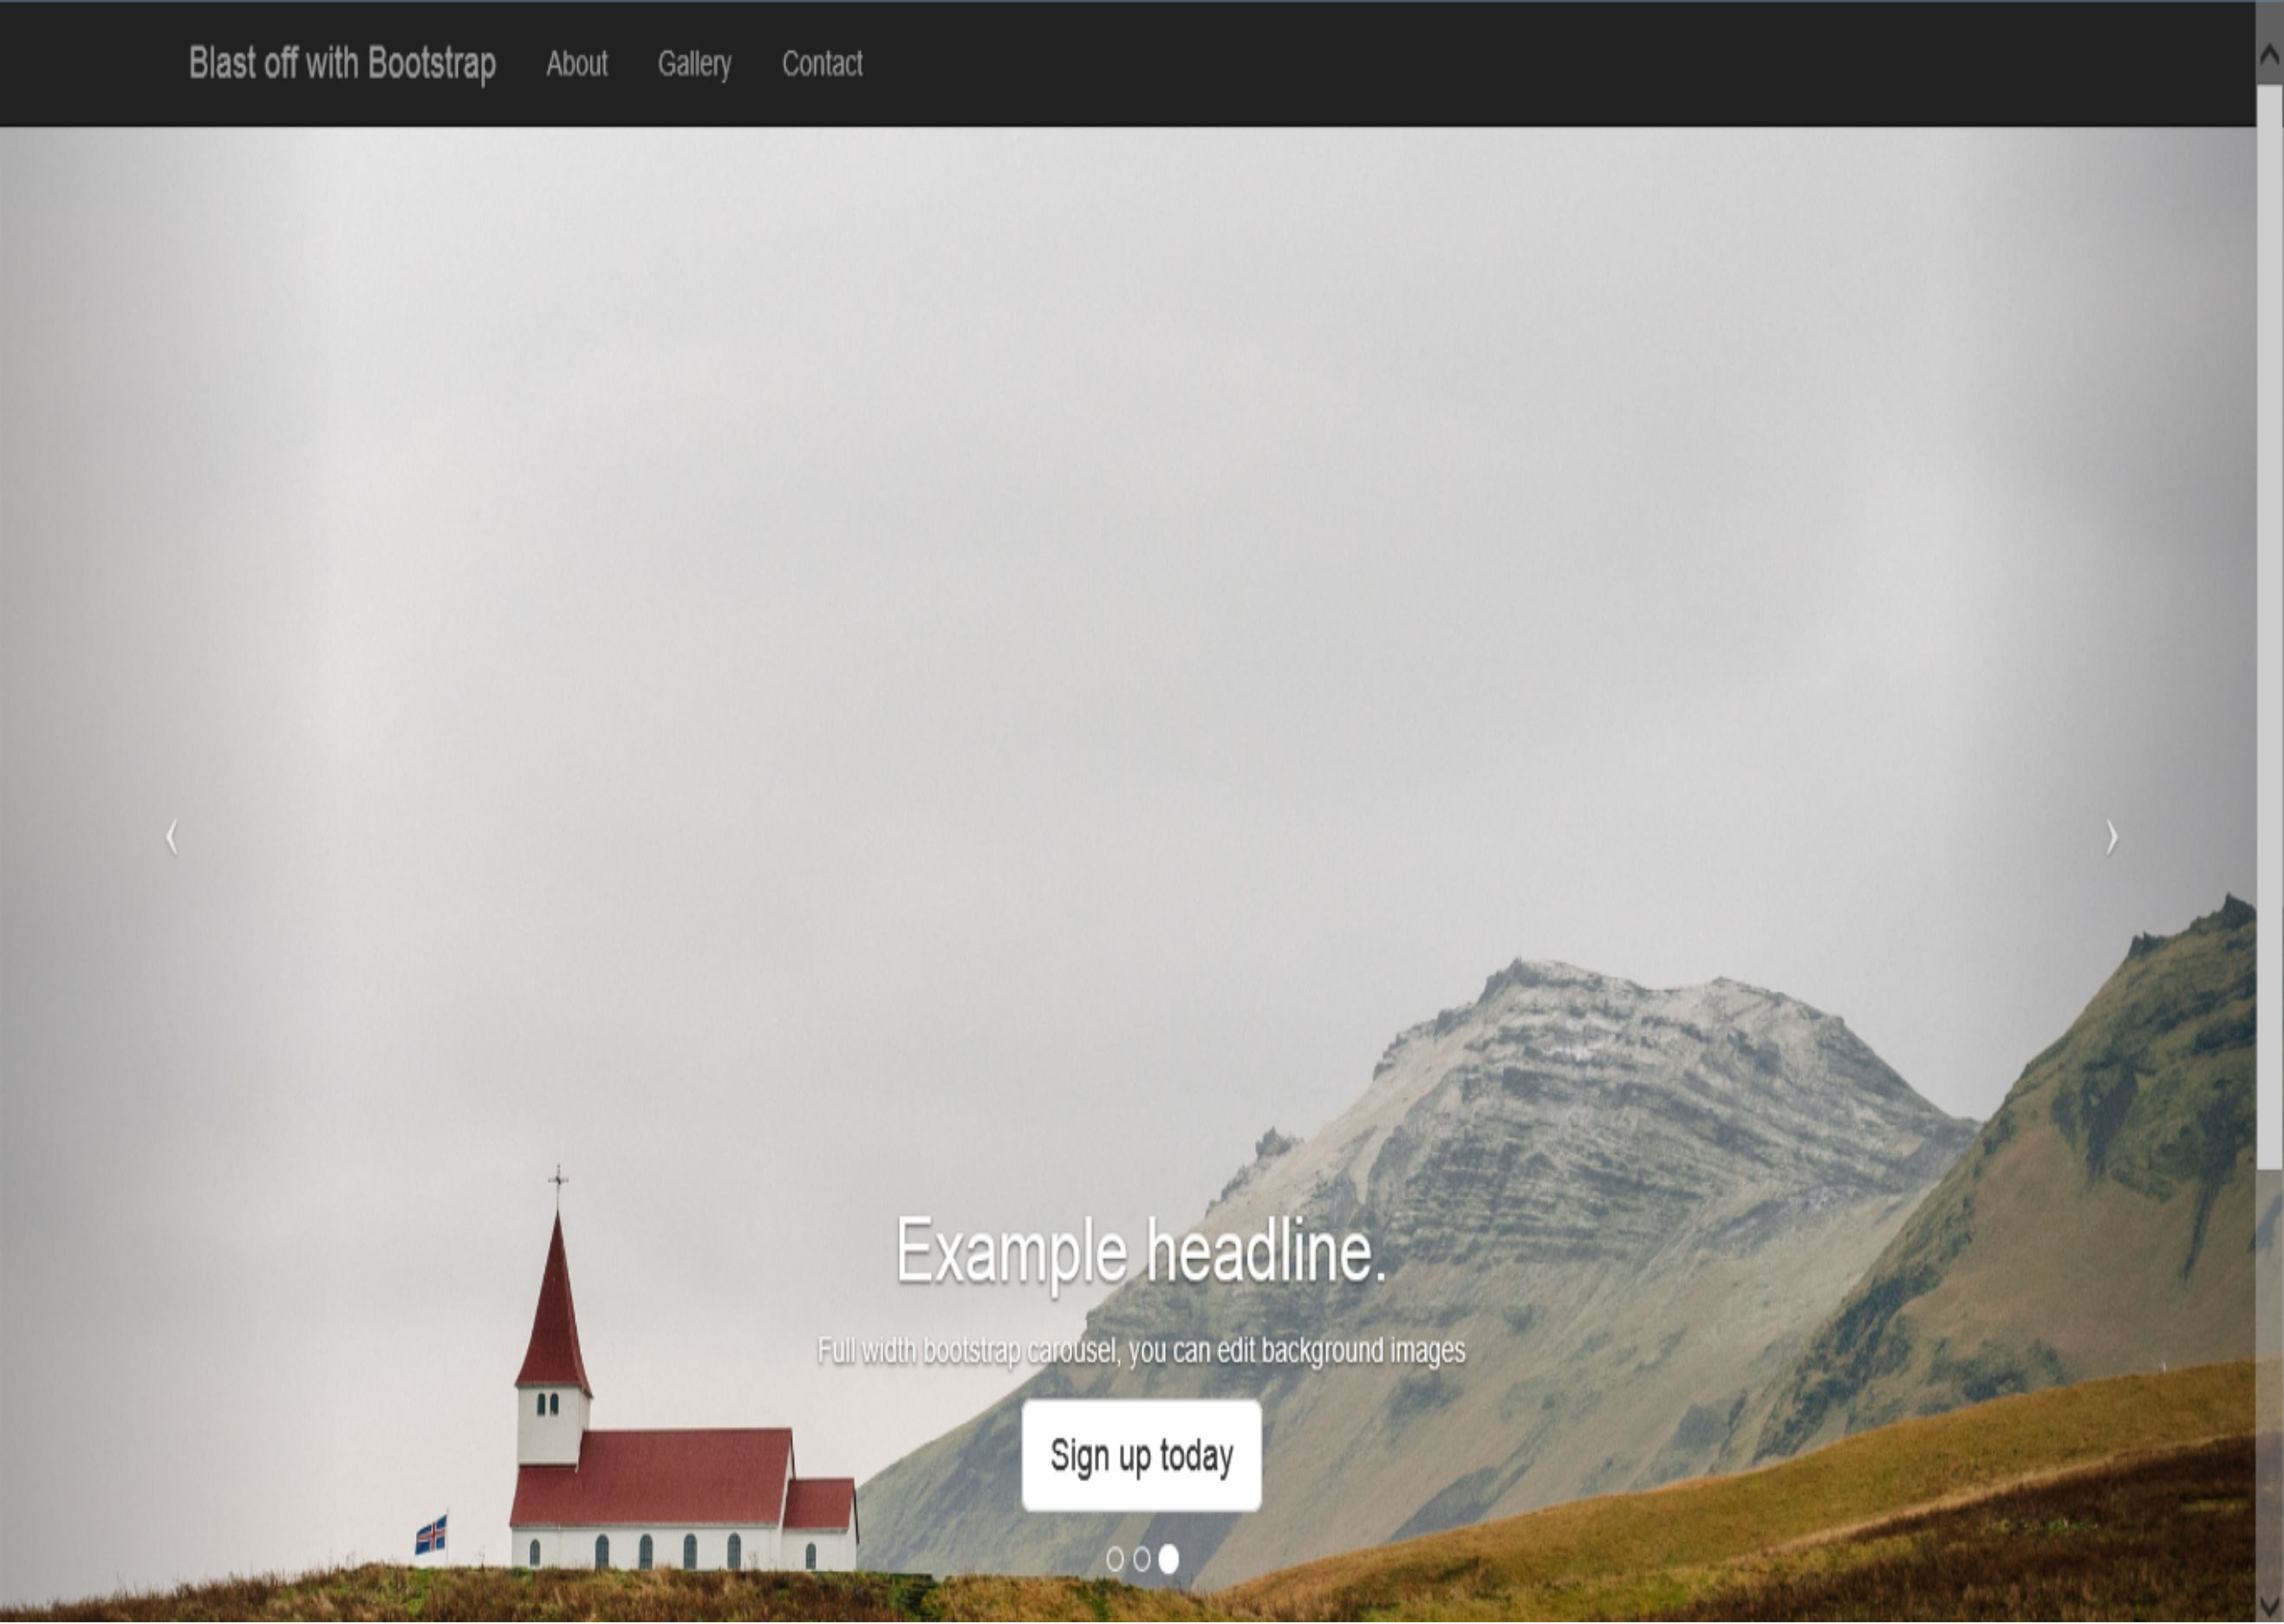 Blast off with Bootstrap About Gallery Contact
Example headline.
Full width bootstrap carousel, you can edit background images
Sign up today